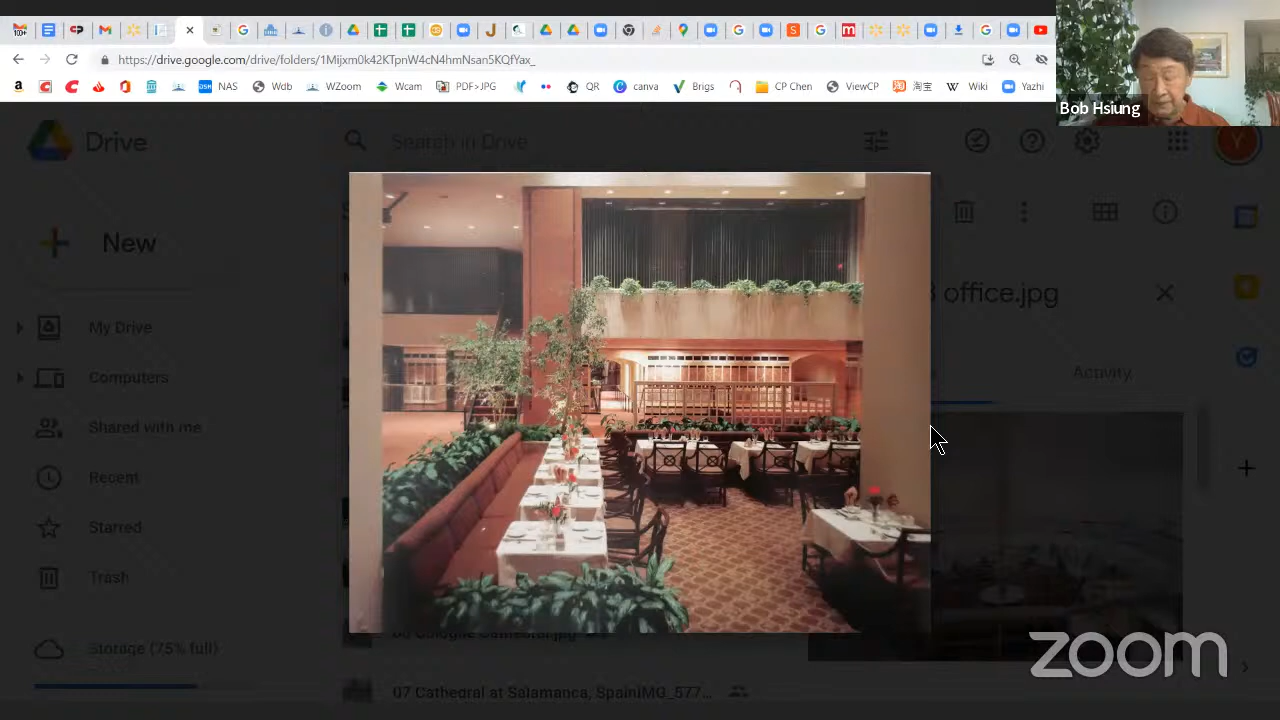 https://drive.google.com/drive/folders/1Mijxm0k42KTpnW4cN4hmNsan5KQfYax_
NAS
Wdb
WZoom
Wcam
PDF>JPG
QR
canva
Brigs
CP Chen
ViewCP
淘宝
Wiki
Yazhi
Bob Hsiung
Drive
Search in Drive
Y
New
office.jpg
My Drive
Computers
Activity
Shared with me
Recent
Starred
Trash
Storage (75% full)
07 Cathedral at Salamanca, SpainIMG_577...
zoom